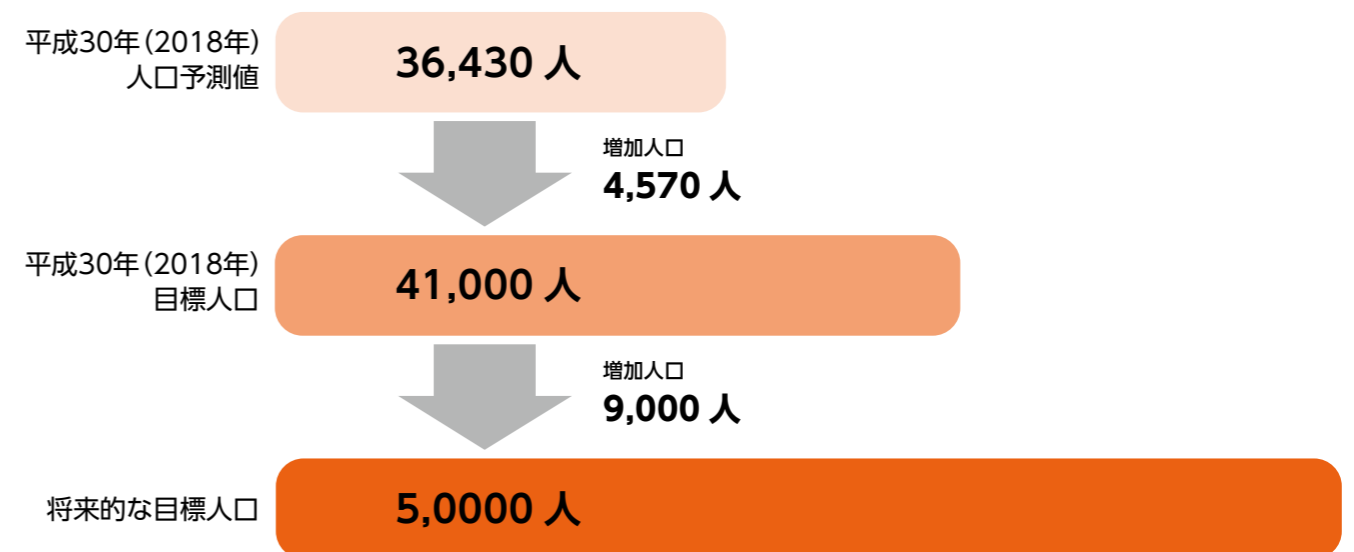 平成30年（2018年）
人口予測値
36,430 人
増加人口
4,570 人
平成30年（2018年）
目標人口
41,000 人
増加人口
9,000 人
将来的な目標人口
5,0000 人